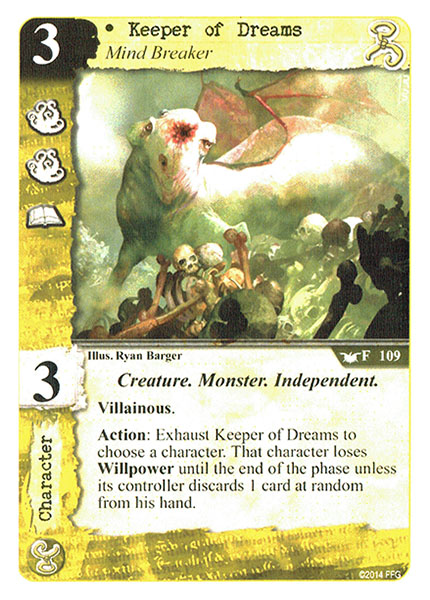 3
• Keeper of Dreams
Mind Breaker
Illus. Ryan Barger
F 109
3
Creature. Monster. Independent.
Villainous.
Action: Exhaust Keeper of Dreams to
choose a character. That character loses
Willpower until the end of the phase unless
its controller discards 1 card at random
from his hand.
Character
©2014 FFG